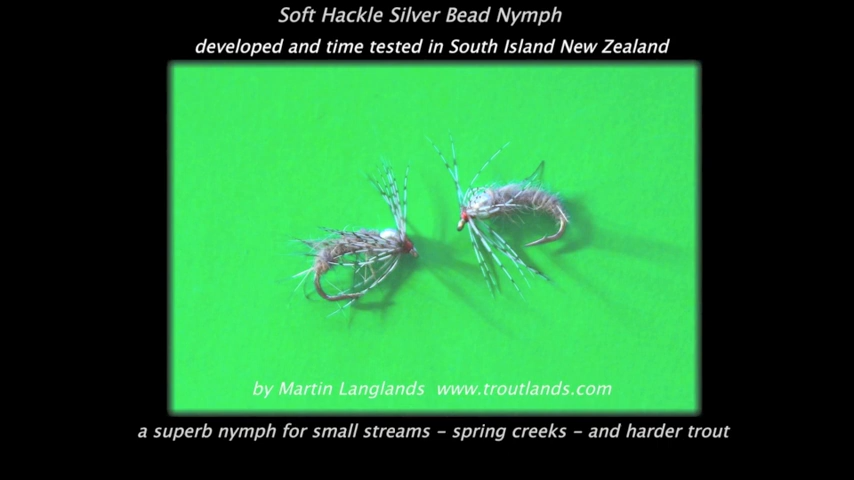 Soft Hackle Silver Bead Nymph
developed and time tested in South Island New Zealand
by Martin Langlands www.troutlands.com
a superb nymph for small streams – spring creeks – and harder trout